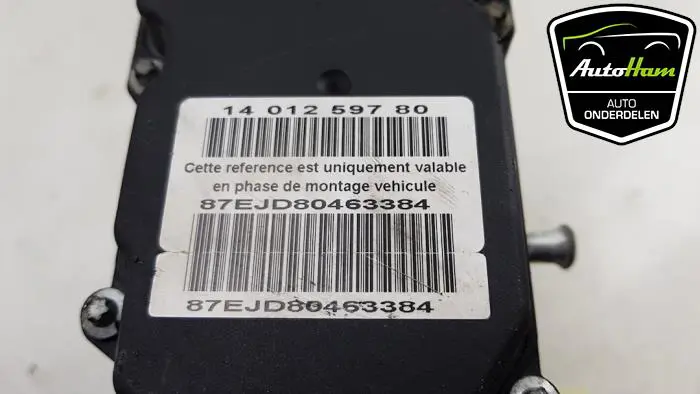 14 012 597 80
Cette reference est uniquement valable
en phase de montage vehicule
87EJD80463384
87EJD80463384
AutoHam
AUTO
ONDERDELEN